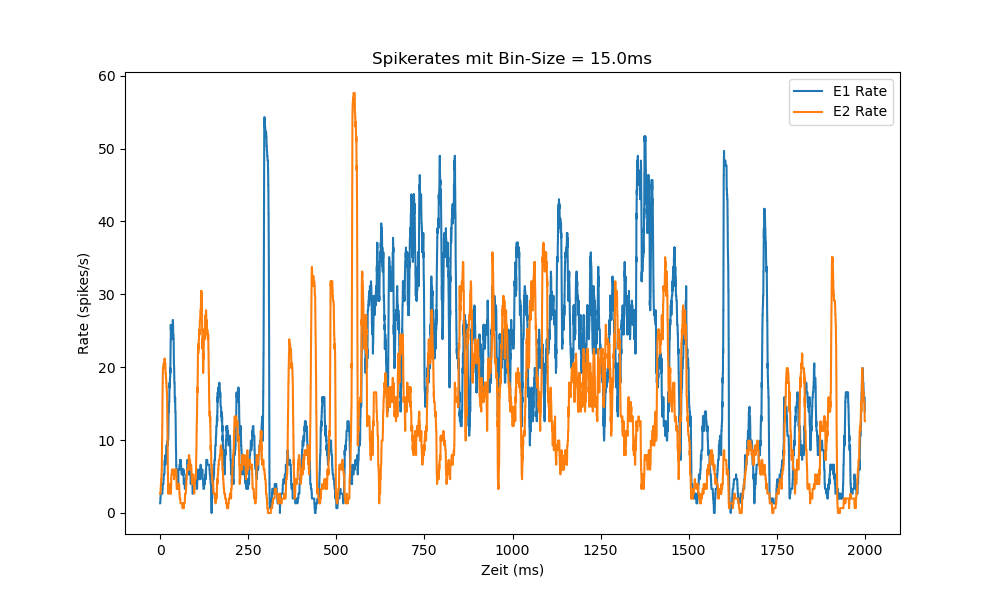 Spikerates mit Bin-Size = 15.0ms
E1 Rate
E2 Rate
60
50
40
30
20
10
0
Rate (spikes/s)
0 250 500 750 1000 1250 1500 1750 2000
Zeit (ms)